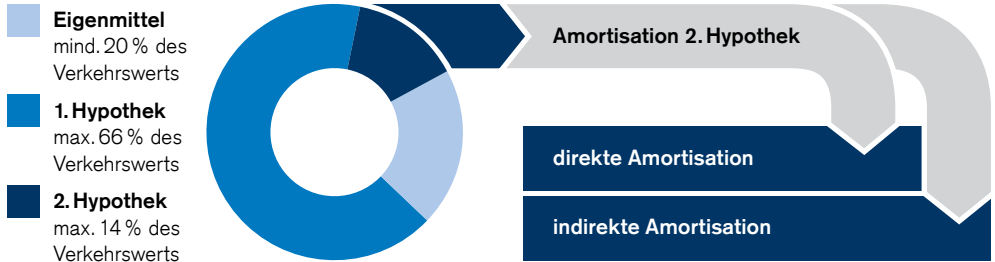 Eigenmittel
mind. 20 % des
Verkehrswerts
1. Hypothek
max. 66 % des
Verkehrswerts
2. Hypothek
max. 14 % des
Verkehrswerts
Amortisation 2. Hypothek
direkte Amortisation
indirekte Amortisation